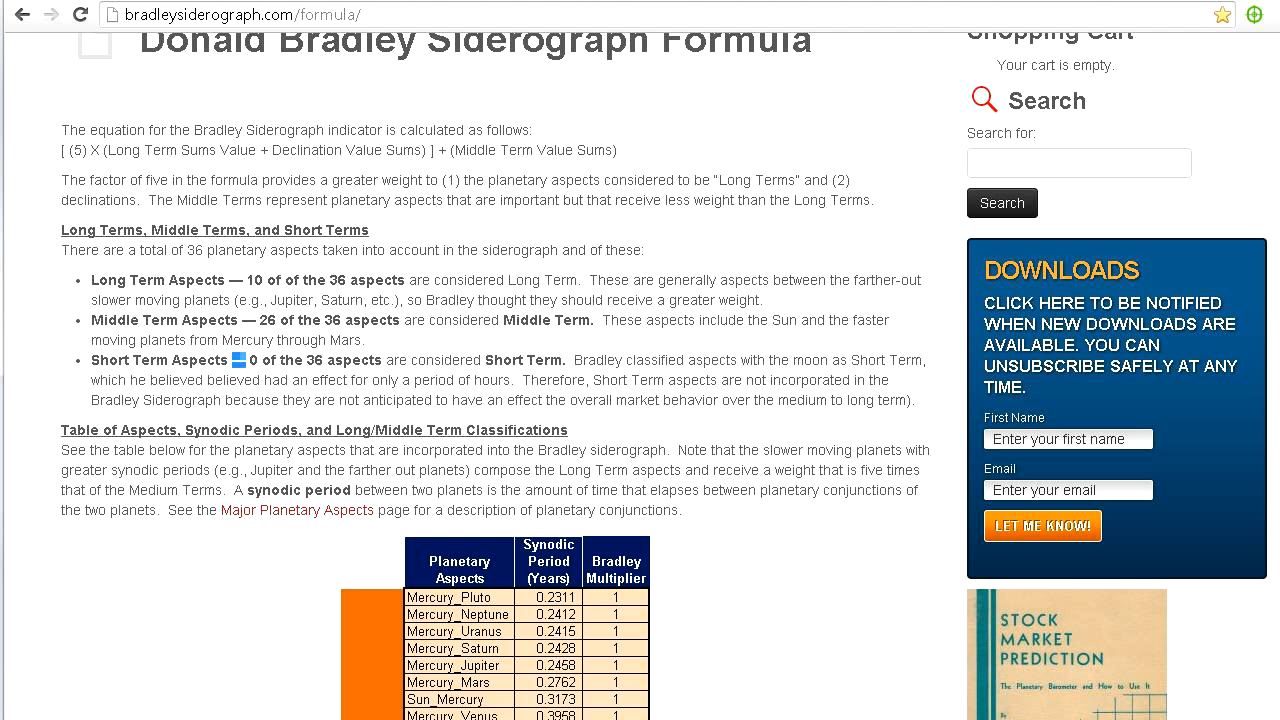 bradleysiderograph.com/formula/
Donald Bradley Siderograph Formula
The equation for the Bradley Siderograph indicator is calculated as follows:
[ (5) X (Long Term Sums Value + Declination Value Sums) ] + (Middle Term Value Sums)
The factor of five in the formula provides a greater weight to (1) the planetary aspects considered to be "Long Terms" and (2)
declinations.  The Middle Terms represent planetary aspects that are important but that receive less weight than the Long Terms.
Long Terms, Middle Terms, and Short Terms
There are a total of 36 planetary aspects taken into account in the siderograph and of these:
• Long Term Aspects — 10 of of the 36 aspects are considered Long Term.  These are generally aspects between the farther-out
slower moving planets (e.g., Jupiter, Saturn, etc.), so Bradley thought they should receive a greater weight.
• Middle Term Aspects — 26 of the 36 aspects are considered Middle Term.  These aspects include the Sun and the faster
moving planets from Mercury through Mars.
• Short Term Aspects — 0 of the 36 aspects are considered Short Term.  Bradley classified aspects with the moon as Short Term,
which he believed believed had an effect for only a period of hours.  Therefore, Short Term aspects are not incorporated in the
Bradley Siderograph because they are not anticipated to have an effect the overall market behavior over the medium to long term).
Table of Aspects, Synodic Periods, and Long/Middle Term Classifications
See the table below for the planetary aspects that are incorporated into the Bradley siderograph.  Note that the slower moving planets with
greater synodic periods (e.g., Jupiter and the farther out planets) compose the Long Term aspects and receive a weight that is five times
that of the Medium Terms.  A synodic period between two planets is the amount of time that elapses between planetary conjunctions of
the two planets.  See the Major Planetary Aspects page for a description of planetary conjunctions.
Planetary Aspects Synodic Period (Years) Bradley Multiplier
Mercury_Pluto 0.2311 1
Mercury_Neptune 0.2412 1
Mercury_Uranus 0.2415 1
Mercury_Saturn 0.2428 1
Mercury_Jupiter 0.2458 1
Mercury_Mars 0.2762 1
Sun_Mercury 0.3173 1
Mercury_Venus 0.3958 1
Shopping Cart
Your cart is empty.
Search
Search for:
Search
DOWNLOADS
CLICK HERE TO BE NOTIFIED
WHEN NEW DOWNLOADS ARE
AVAILABLE. YOU CAN
UNSUBSCRIBE SAFELY AT ANY
TIME.
First Name
Enter your first name
Email
Enter your email
LET ME KNOW!
STOCK
MARKET
PREDICTION
The Planetary Barometer and How to Use It
By